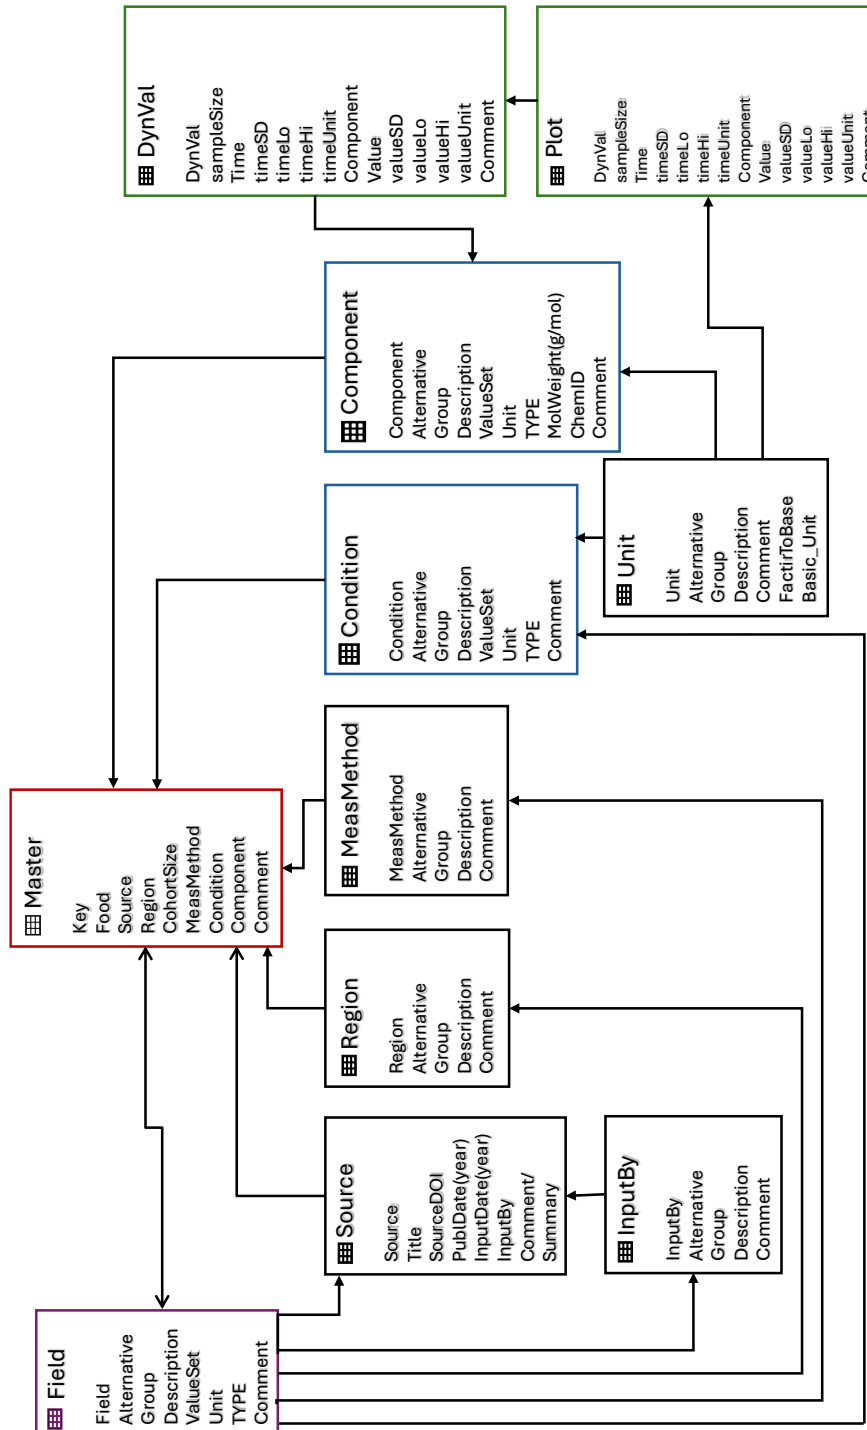 Field
Field
Alternative
Group
Description
ValueSet
Unit
TYPE
Comment
Master
Key
Food
Source
Region
CohortSize
MeasMethod
Condition
Component
Comment
Source
Source
Title
SourceDOI
PublDate(year)
InputDate(year)
InputBy
Comment/
Summary
Region
Region
Alternative
Group
Description
Comment
MeasMethod
MeasMethod
Alternative
Group
Description
Comment
Condition
Condition
Alternative
Group
Description
ValueSet
Unit
TYPE
Comment
Component
Component
Alternative
Group
Description
ValueSet
Unit
TYPE
MolWeight(g/mol)
ChemID
Comment
DynVal
DynVal
sampleSize
Time
timeSD
timeLo
timeHi
timeUnit
Component
Value
valueSD
valueLo
valueHi
valueUnit
Comment
InputBy
InputBy
Alternative
Group
Description
Comment
Unit
Unit
Alternative
Group
Description
Comment
FactirToBase
Basic_Unit
Plot
DynVal
sampleSize
Time
timeSD
timeLo
timeHi
timeUnit
Component
Value
valueSD
valueLo
valueHi
valueUnit
Comment